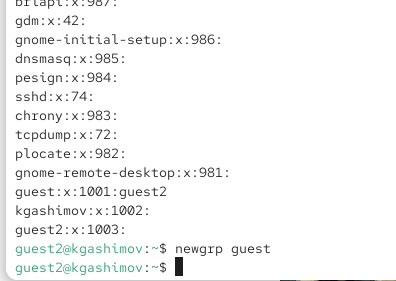 brlapi:x:987:
gdm:x:42:
gnome-initial-setup:x:986:
dnsmasq:x:985:
pesign:x:984:
sshd:x:74:
chrony:x:983:
tcpdump:x:72:
plocate:x:982:
gnome-remote-desktop:x:981:
guest:x:1001:guest2
kgashimov:x:1002:
guest2:x:1003:
guest2@kgashimov:~$ newgrp guest
guest2@kgashimov:~$